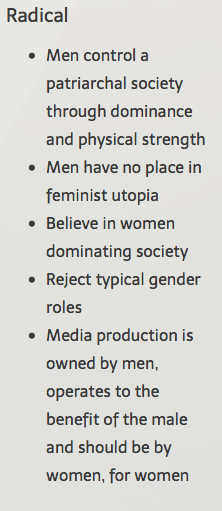 Radical
• Men control a
patriarchal society
through dominance
and physical strength
• Men have no place in
feminist utopia
• Believe in women
dominating society
• Reject typical gender
roles
• Media production is
owned by men,
operates to the
benefit of the male
and should be by
women, for women